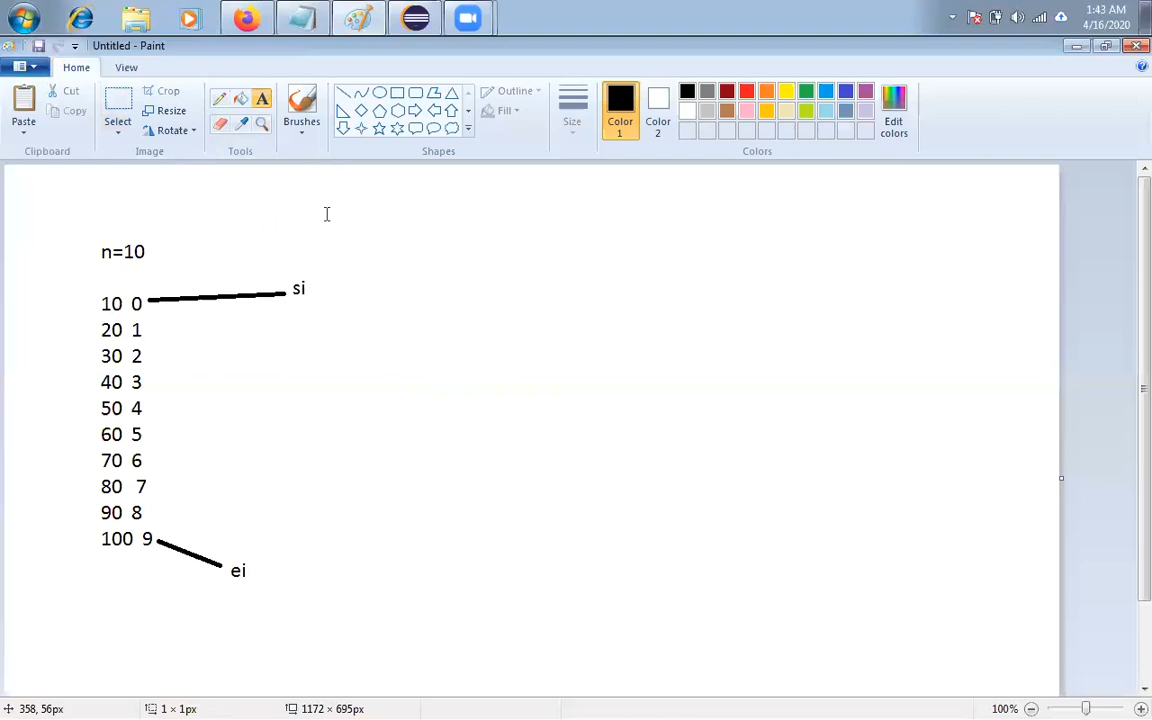 1:43 AM
4/16/2020
Untitled - Paint
Home View
Cut
Copy
Paste
Clipboard
Select
Crop
Resize
Rotate
Image
A
Tools
Brushes
Outline
Fill
Shapes
Size
Color 1
Color 2
Edit colors
Colors
n=10
si
10 0
20 1
30 2
40 3
50 4
60 5
70 6
80 7
90 8
100 9
ei
358, 56px
1 × 1px
1172 × 695px
100%